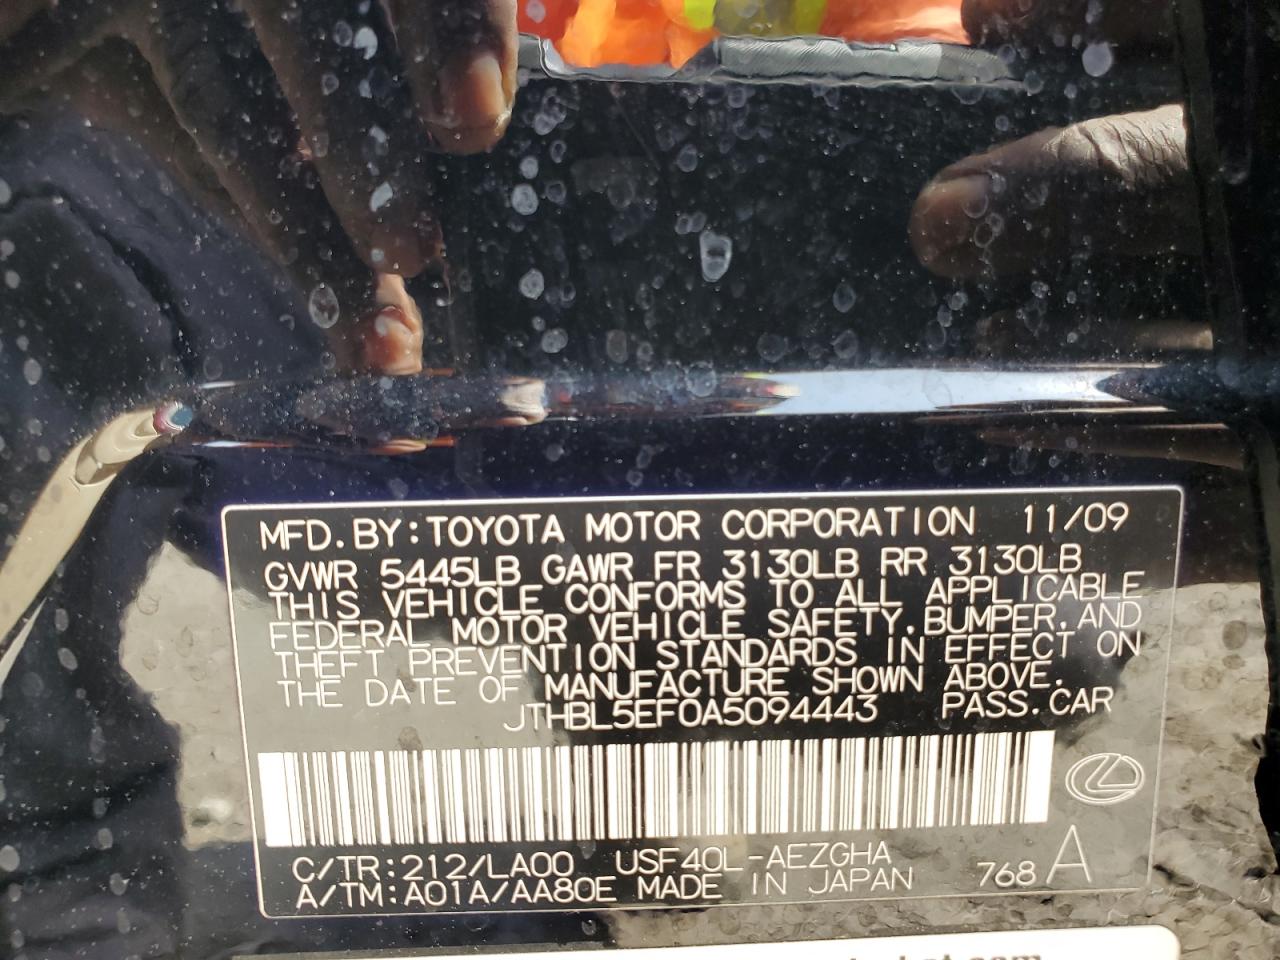 MFD.BY:TOYOTA MOTOR CORPORATION 11/09
GVWR 5445LB GAWR FR 3130LB RR 3130LB
THIS VEHICLE CONFORMS TO ALL APPLICABLE
FEDERAL MOTOR VEHICLE SAFETY,BUMPER,AND
THEFT PREVENTION STANDARDS IN EFFECT ON
THE DATE OF MANUFACTURE SHOWN ABOVE.
JTHBL5EF0A5094443 PASS.CAR
C/TR:212/LA00 USF40L-AEZGHA
A/TM:A01A/AA80E MADE IN JAPAN 768 A